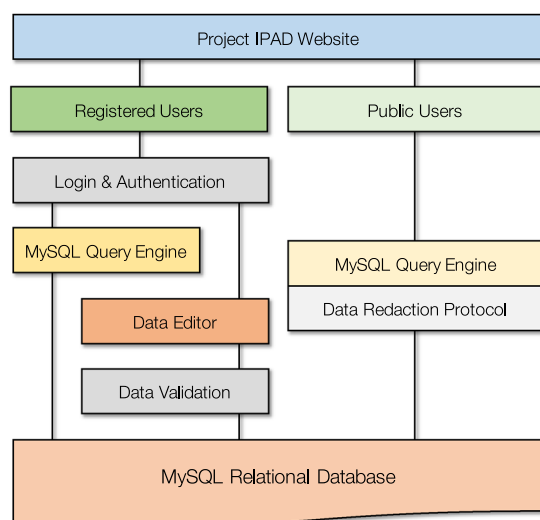 Project IPAD Website
Registered Users
Public Users
Login & Authentication
MySQL Query Engine
MySQL Query Engine
Data Redaction Protocol
Data Editor
Data Validation
MySQL Relational Database